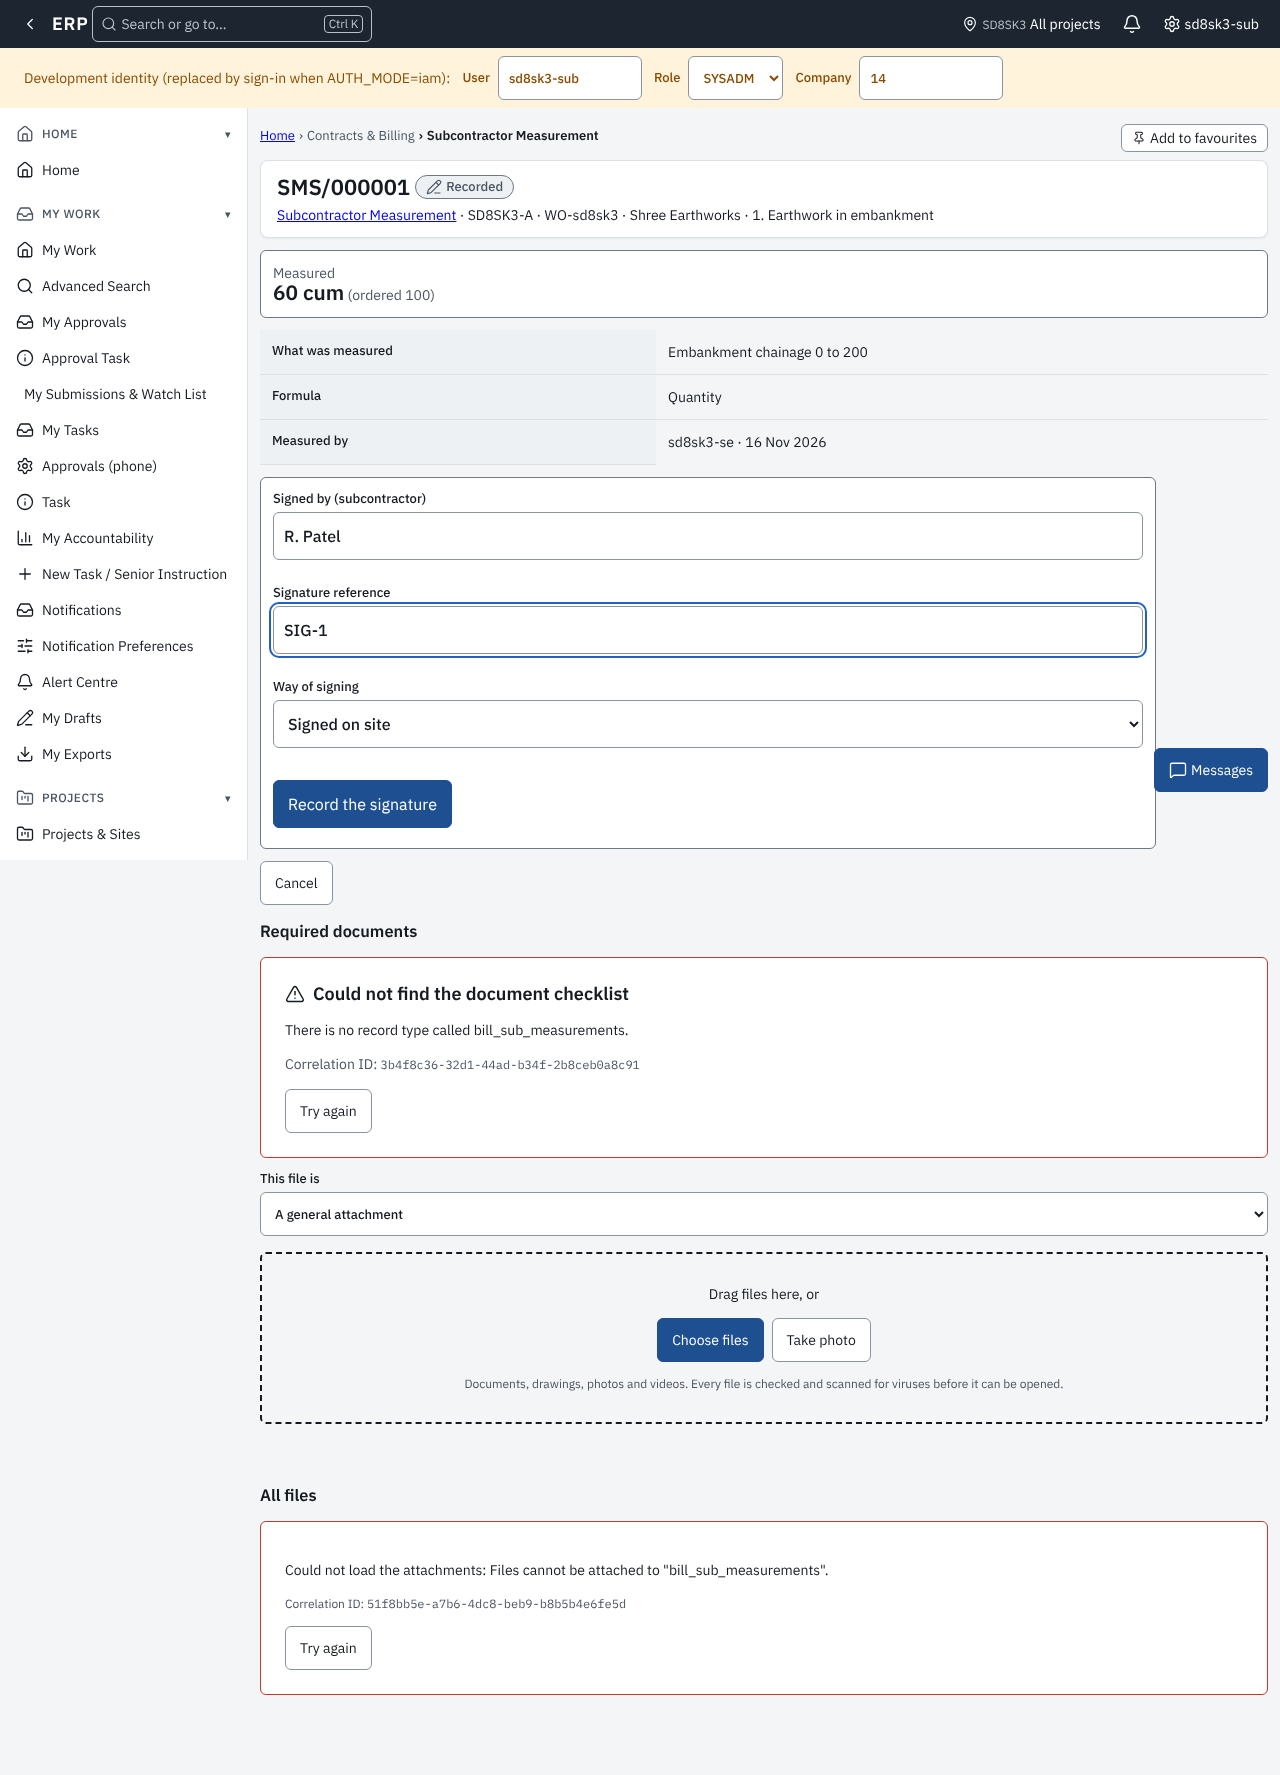 ERP Search or go to... Ctrl K SD8SK3 All projects sd8sk3-sub
Development identity (replaced by sign-in when AUTH_MODE=iam): User sd8sk3-sub Role SYSADM Company 14
HOME
Home
MY WORK
My Work
Advanced Search
My Approvals
Approval Task
My Submissions & Watch List
My Tasks
Approvals (phone)
Task
My Accountability
New Task / Senior Instruction
Notifications
Notification Preferences
Alert Centre
My Drafts
My Exports
PROJECTS
Projects & Sites
Home › Contracts & Billing › Subcontractor Measurement
Add to favourites
SMS/000001 Recorded
Subcontractor Measurement · SD8SK3-A · WO-sd8sk3 · Shree Earthworks · 1. Earthwork in embankment
Measured
60 cum (ordered 100)
What was measured Embankment chainage 0 to 200
Formula Quantity
Measured by sd8sk3-se · 16 Nov 2026
Signed by (subcontractor)
R. Patel
Signature reference
SIG-1
Way of signing
Signed on site
Record the signature
Messages
Cancel
Required documents
Could not find the document checklist
There is no record type called bill_sub_measurements.
Correlation ID: 3b4f8c36-32d1-44ad-b34f-2b8ceb0a8c91
Try again
This file is
A general attachment
Drag files here, or
Choose files Take photo
Documents, drawings, photos and videos. Every file is checked and scanned for viruses before it can be opened.
All files
Could not load the attachments: Files cannot be attached to "bill_sub_measurements".
Correlation ID: 51f8bb5e-a7b6-4dc8-beb9-b8b5b4e6fe5d
Try again